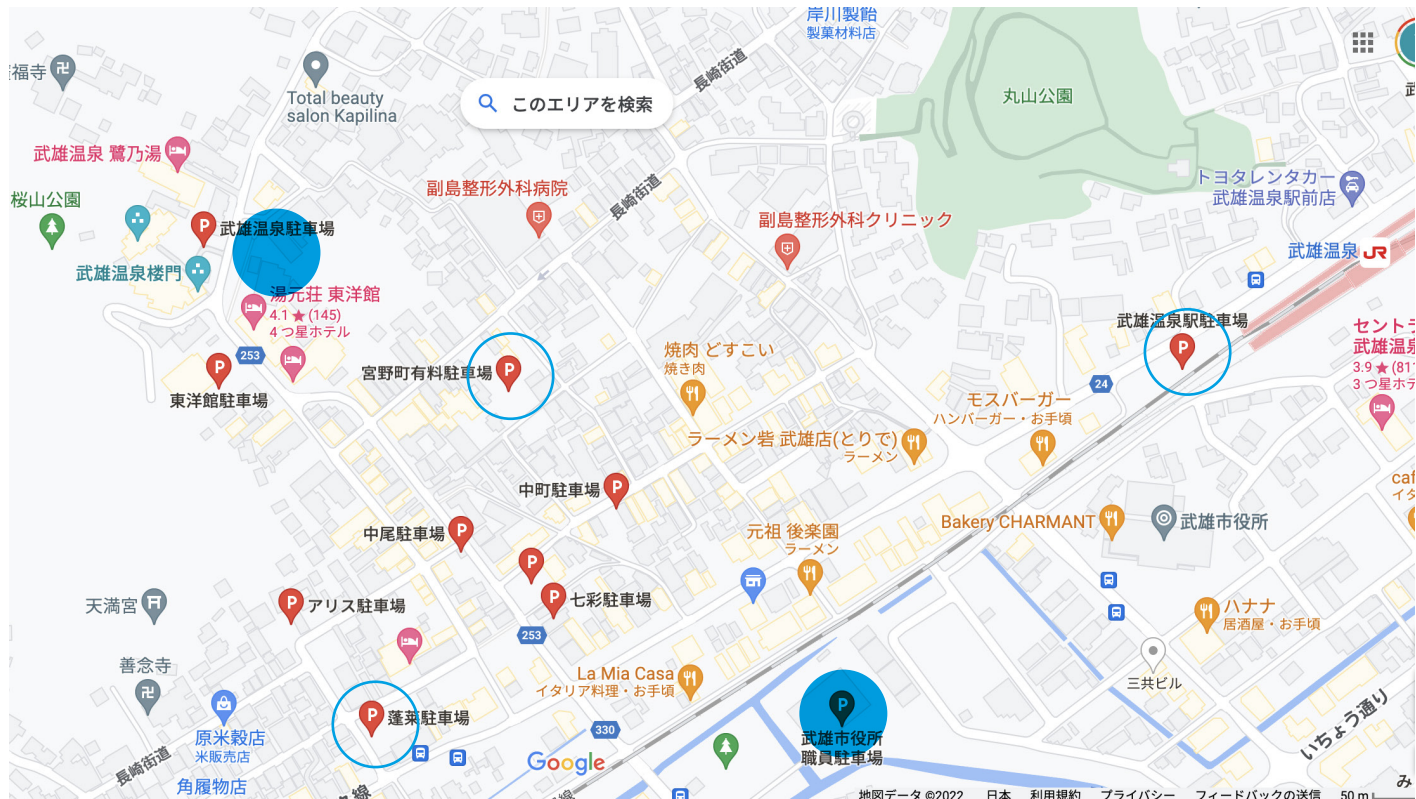 岸川製飴
製菓材料店
福寺
Total beauty
salon Kapilina
このエリアを検索
長崎街道
丸山公園
武雄温泉 鷺乃湯
桜山公園
副島整形外科病院
長崎街道
トヨタレンタカー
武雄温泉駅前店
武雄温泉駐車場
副島整形外科クリニック
武雄温泉
JR
武雄温泉楼門
湯元荘 東洋館
4.1 ★ (145)
4 つ星ホテル
253
武雄温泉駅駐車場
セントラ
武雄温泉
3.9 ★ (81
3 つ星ホテ
焼肉 どすこい
焼き肉
宮野町有料駐車場
東洋館駐車場
24
モスバーガー
ハンバーガー・お手頃
ラーメン砦 武雄店(とりで)
ラーメン
caf
イタ
中町駐車場
中尾駐車場
元祖 後楽園
ラーメン
Bakery CHARMANT
武雄市役所
天満宮
アリス駐車場
七彩駐車場
ハナナ
居酒屋・お手頃
253
善念寺
La Mia Casa
イタリア料理・お手頃
三共ビル
蓬莱駐車場
原米穀店
米販売店
330
武雄市役所
職員駐車場
いちょう通り
長崎街道
Google
角履物店
み
地図データ ©2022 日本 利用規約 プライバシー フィードバックの送信 50 m